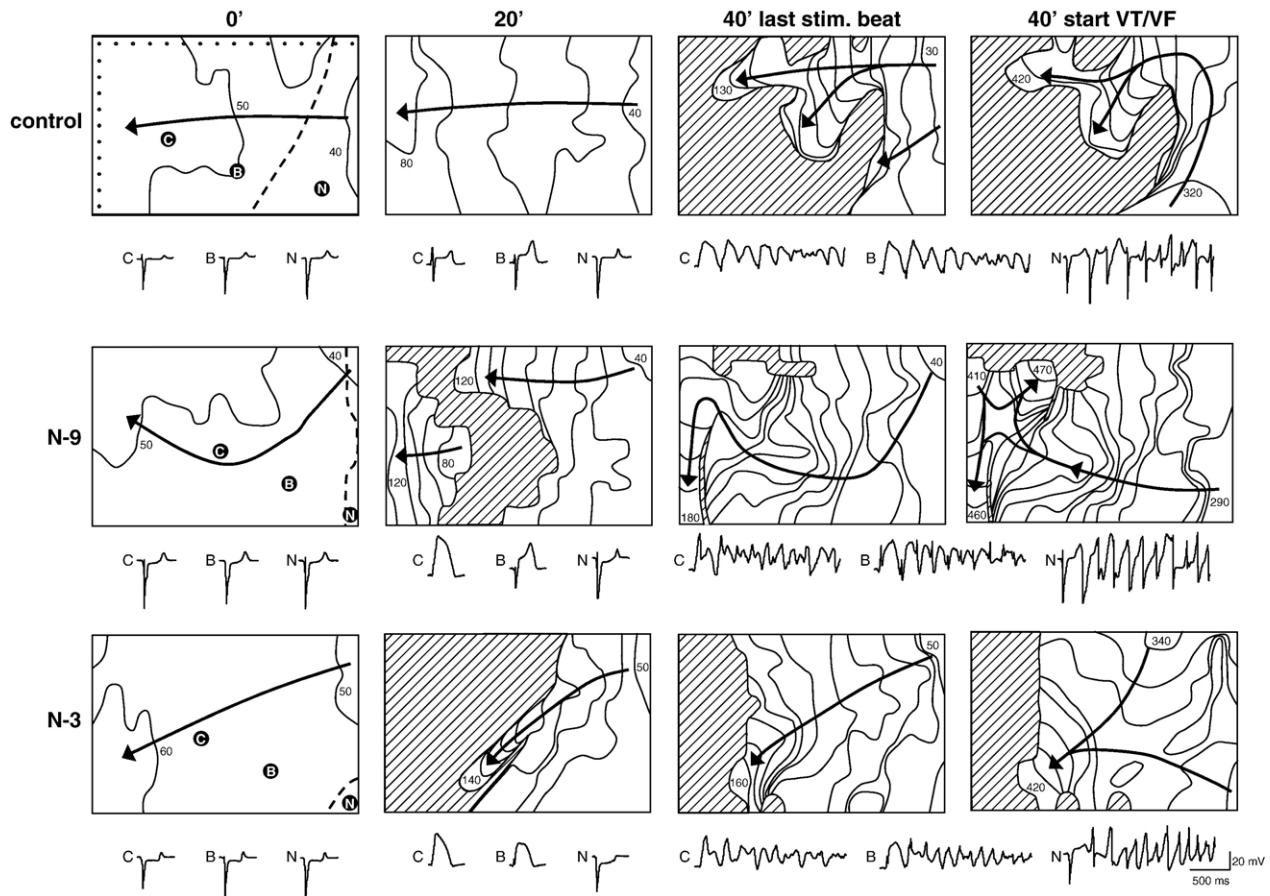 0' 20' 40' last stim. beat 40' start VT/VF
control
50 C B N 40
40 80
30 130
420 320
C B N
C B N
C B N
N-9
40 50 C B N
120 40 80 120
40 180
410 470 460 290
C B N
C B N
C B N
N-3
50 60 C B N
50 140
50 160
340 420
C B N
C B N
C B N
20 mV
500 ms